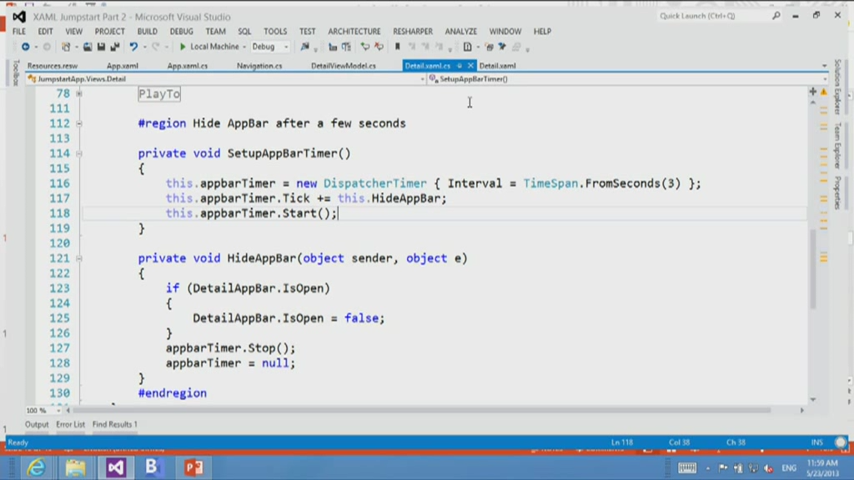 XAML Jumpstart Part 2 - Microsoft Visual Studio
Quick Launch (Ctrl+Q)
FILE EDIT VIEW PROJECT BUILD DEBUG TEAM SQL TOOLS TEST ARCHITECTURE RESHARPER ANALYZE WINDOW HELP
Local Machine Debug
Resources.resw App.xaml App.xaml.cs Navigation.cs DetailViewModel.cs Detail.xaml.cs Detail.xaml
JumpstartApp.Views.Detail SetupAppBarTimer()
78 PlayTo
111
112 #region Hide AppBar after a few seconds
113
114 private void SetupAppBarTimer()
115 {
116 this.appbarTimer = new DispatcherTimer { Interval = TimeSpan.FromSeconds(3) };
117 this.appbarTimer.Tick += this.HideAppBar;
118 this.appbarTimer.Start();
119 }
120
121 private void HideAppBar(object sender, object e)
122 {
123 if (DetailAppBar.IsOpen)
124 {
125 DetailAppBar.IsOpen = false;
126 }
127 appbarTimer.Stop();
128 appbarTimer = null;
129 }
130 #endregion
100 %
Toolbox
Solution Explorer
Team Explorer
Properties
Output Error List Find Results 1
Ready Ln 118 Col 38 Ch 38 INS
ENG
11:59 AM
5/23/2013